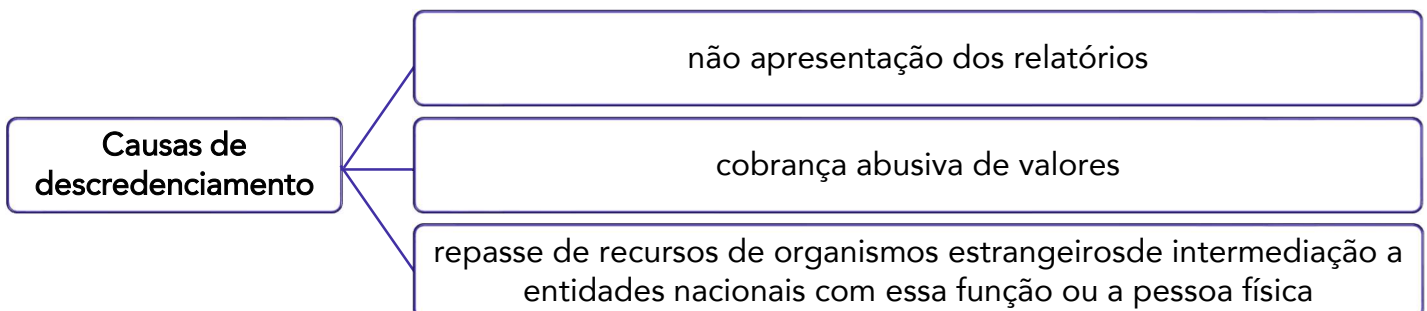 não apresentação dos relatórios
Causas de
descredenciamento
cobrança abusiva de valores
repasse de recursos de organismos estrangeirosde intermediação a
entidades nacionais com essa função ou a pessoa física